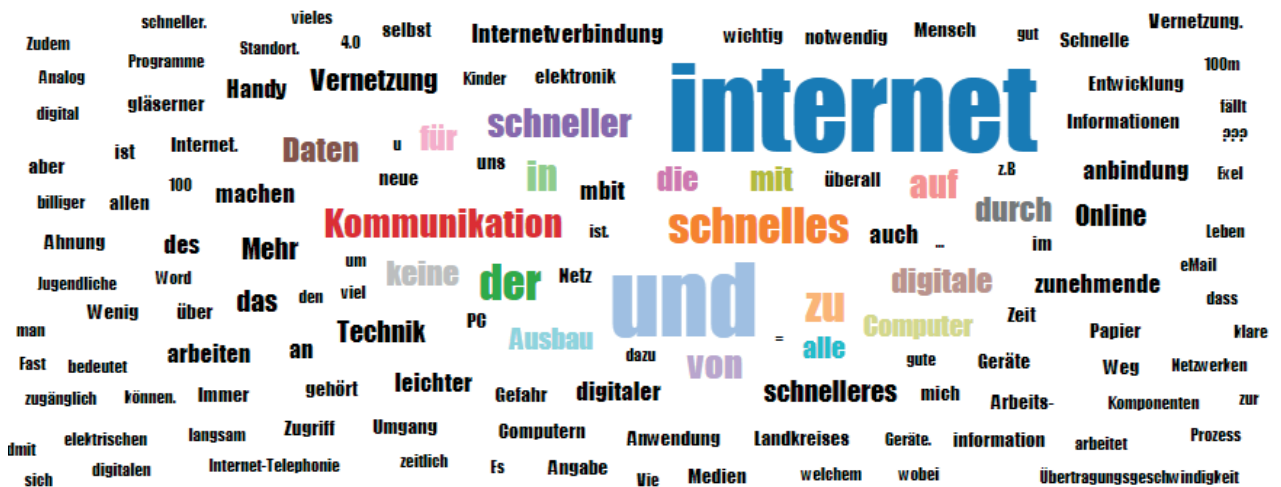 schneller. vieles selbst Internetverbindung wichtig notwendig Mensch gut Vernetzung.
Zudem Standort. 4.0 Schnelle
Programme 100m
Analog Handy Vernetzung Kinder elektronik internet Entwicklung
digital gläserner fällt
schneller Informationen
ist Internet. Daten u für ???
aber uns z.B
100 machen neue in mbit die mit überall auf anbindung Exel
billiger allen durch Online
Kommunikation ist. schnelles auch ... Leben
Ahnung des Mehr im
um keine der Netz digitale eMail
Jugendliche Word viel zunehmende
Wenig über das den und zu dass
man Technik PC Ausbau = Computer Zeit Papier klare
Fast bedeutet arbeiten an dazu von alle gute Geräte Weg Netzwerken
zugänglich können. Immer gehört leichter Gefahr digitaler schnelleres mich Arbeits- Komponenten zur
dmit elektrischen langsam Zugriff Umgang Computern Anwendung Landkreises Geräte. information arbeitet Prozess
sich digitalen Internet-Telephonie zeitlich Es Angabe Vie Medien welchem wobei Übertragungsgeschwindigkeit